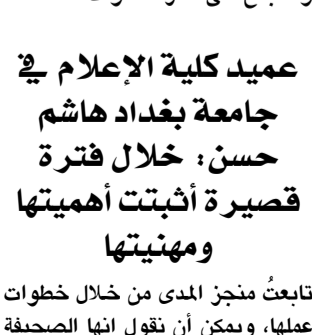 عميد كلية الإعلام في
جامعة بغداد هاشم
حسن: خلال فترة
قصيرة أثبتت أهميتها
ومهنيتها
تابعتُ منجز المدى من خلال خطوات
عملها، ويمكن أن نقول انها الصحيفة